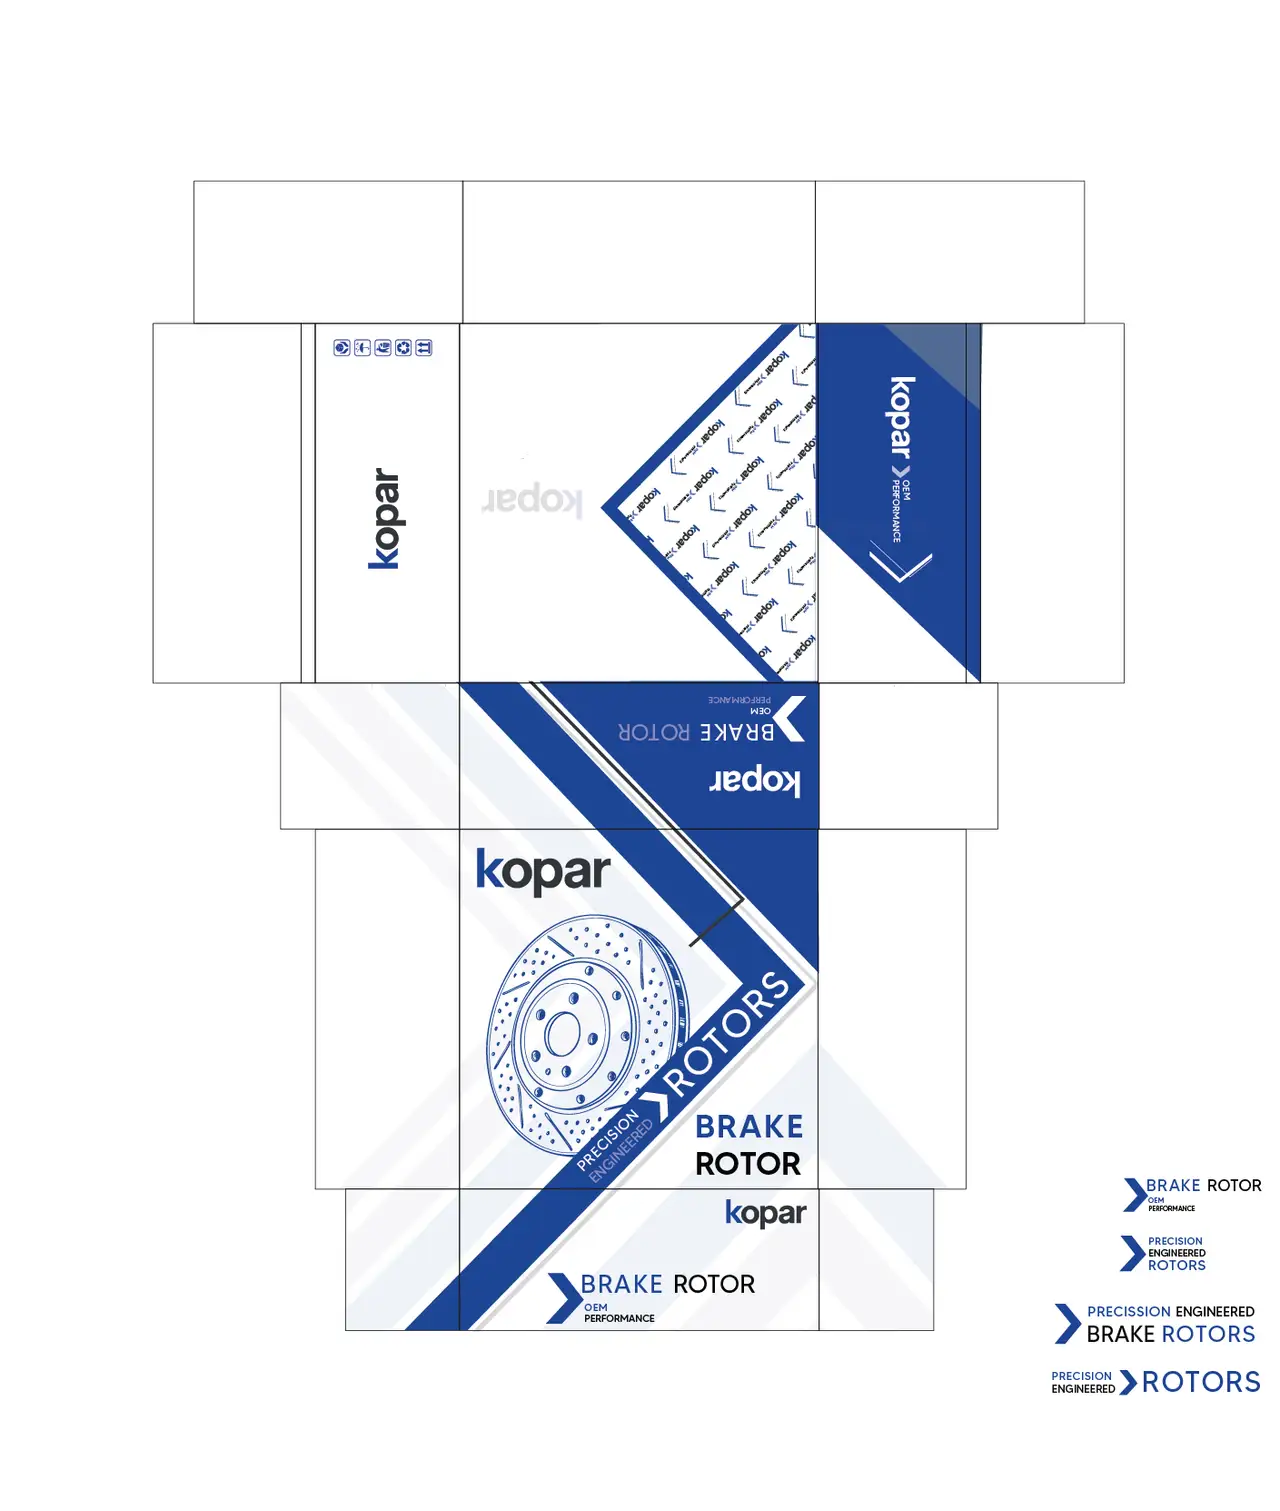 kopar
kopar
kopar
OEM
PERFORMANCE
BRAKE ROTOR
OEM
PERFORMANCE
kopar
kopar
PRECISION
ENGINEERED
ROTORS
BRAKE
ROTOR
kopar
BRAKE ROTOR
OEM
PERFORMANCE
BRAKE ROTOR
OEM
PERFORMANCE
PRECISION
ENGINEERED
ROTORS
PRECISSION ENGINEERED
BRAKE ROTORS
PRECISION
ENGINEERED
ROTORS